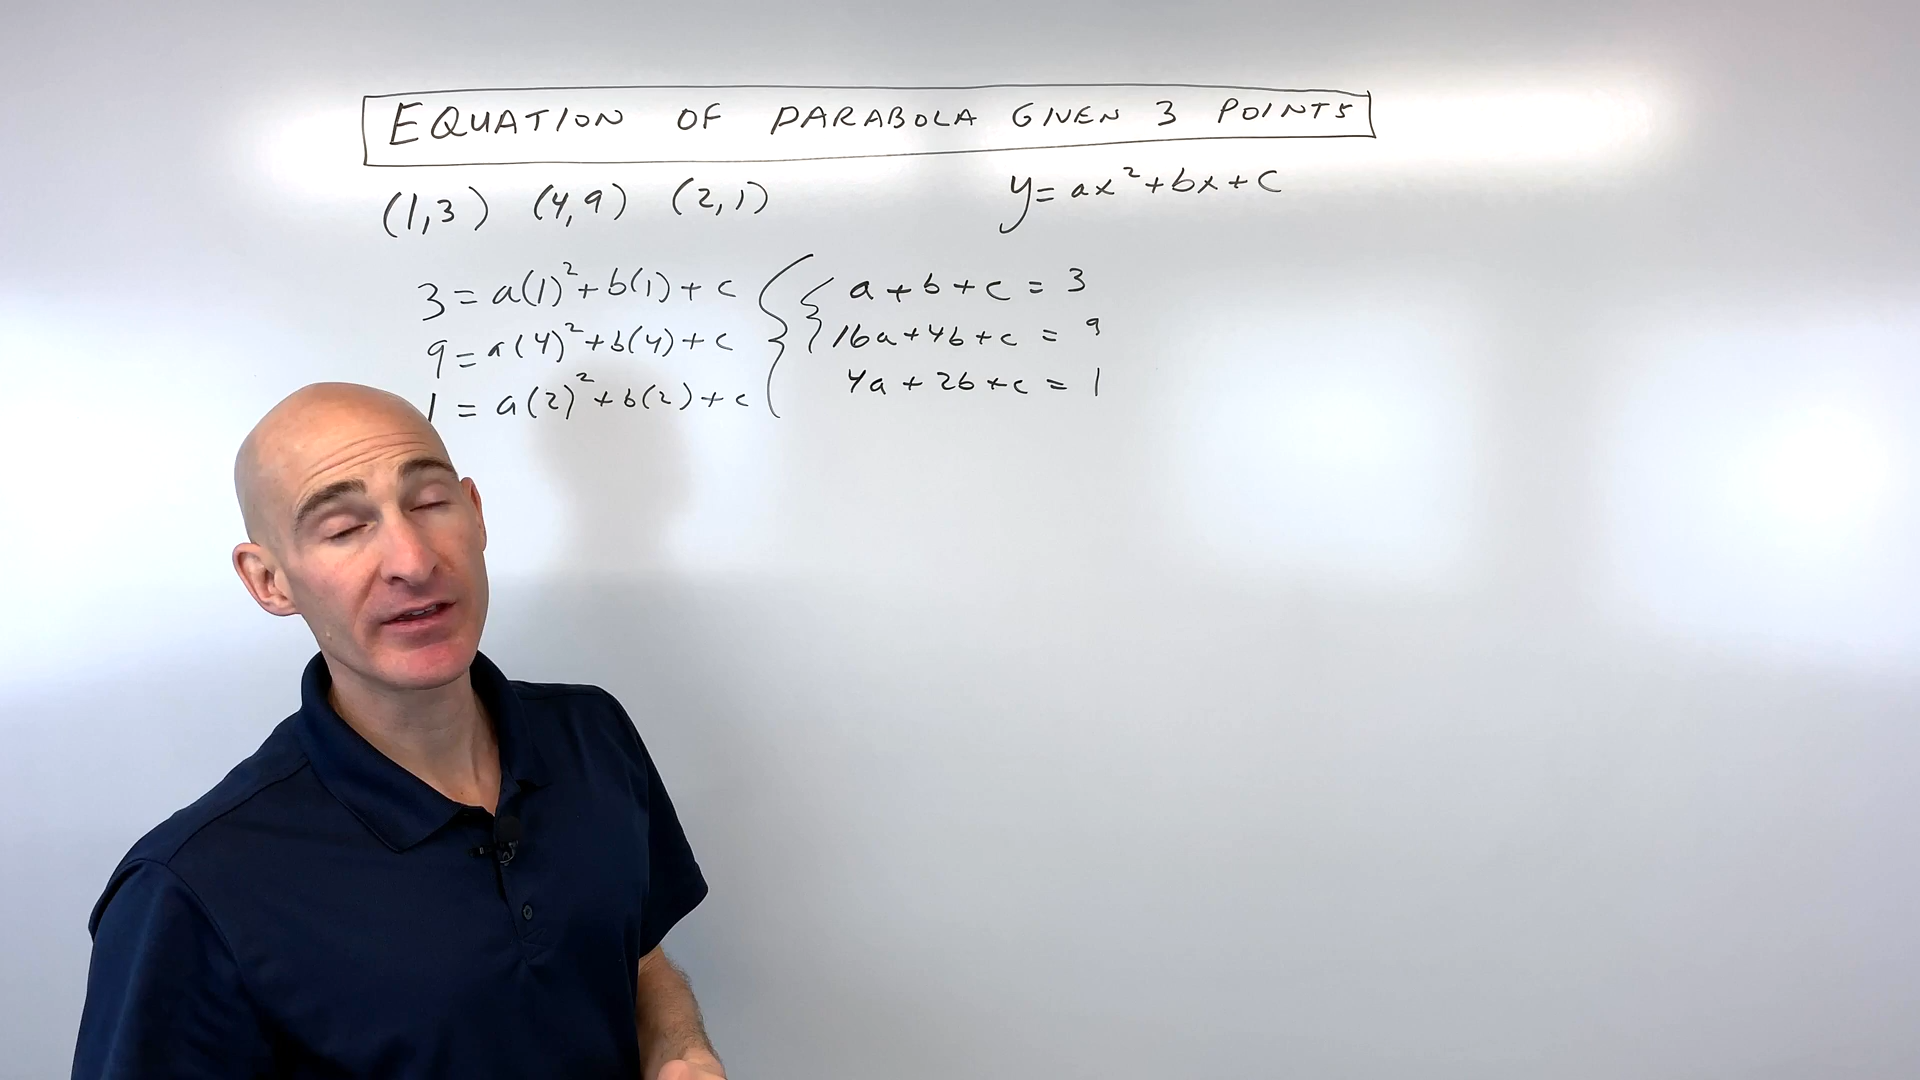 EQUATION OF PARABOLA GIVEN 3 POINTS
(1,3) (4,9) (2,1)
y=ax²+bx+c
3=a(1)²+b(1)+c
9=a(4)²+b(4)+c
1=a(2)²+b(2)+c
a+b+c=3
16a+4b+c=9
4a+2b+c=1